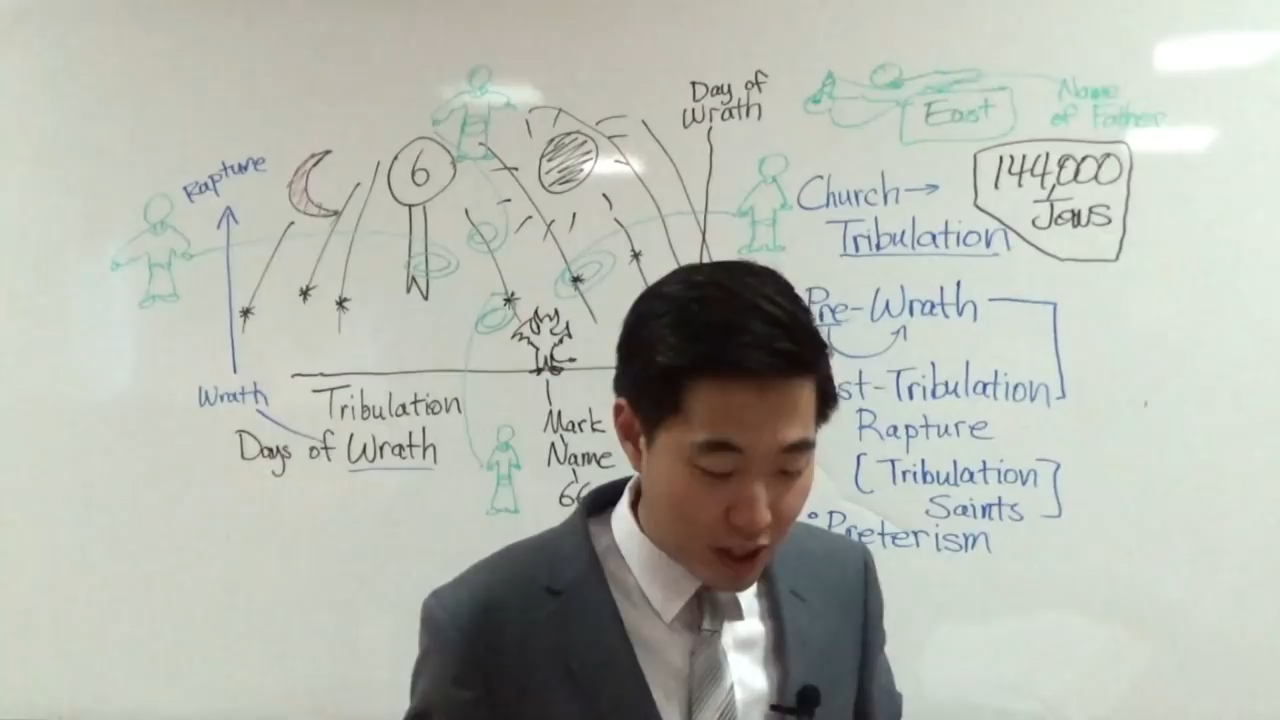 Rapture
6
Day of
Wrath
East
Name
of Father
144,000
Jews
Church →
Tribulation
Pre-Wrath
st-Tribulation
Rapture
[Tribulation
Saints]
• Preterism
Wrath
Tribulation
Days of Wrath
Mark
Name
66